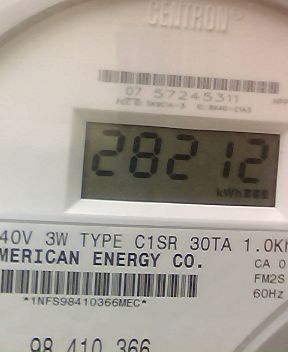 CENTRON®
07 57245311
28212
kWh
40V 3W TYPE C1SR 30TA 1.0K
MERICAN ENERGY CO. CA 0
FM2S
*1NFS98410366MEC* 60Hz
98 410 366